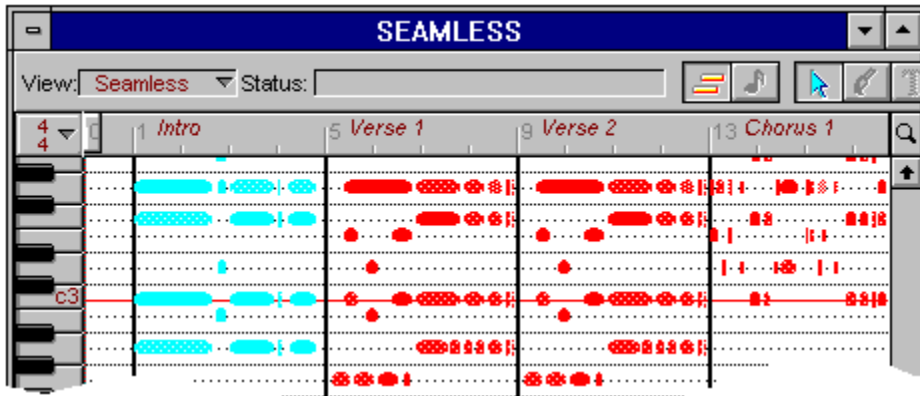 SEAMLESS
View: Seamless Status:
4 4 0 1 Intro 5 Verse 1 9 Verse 2 13 Chorus 1
c3